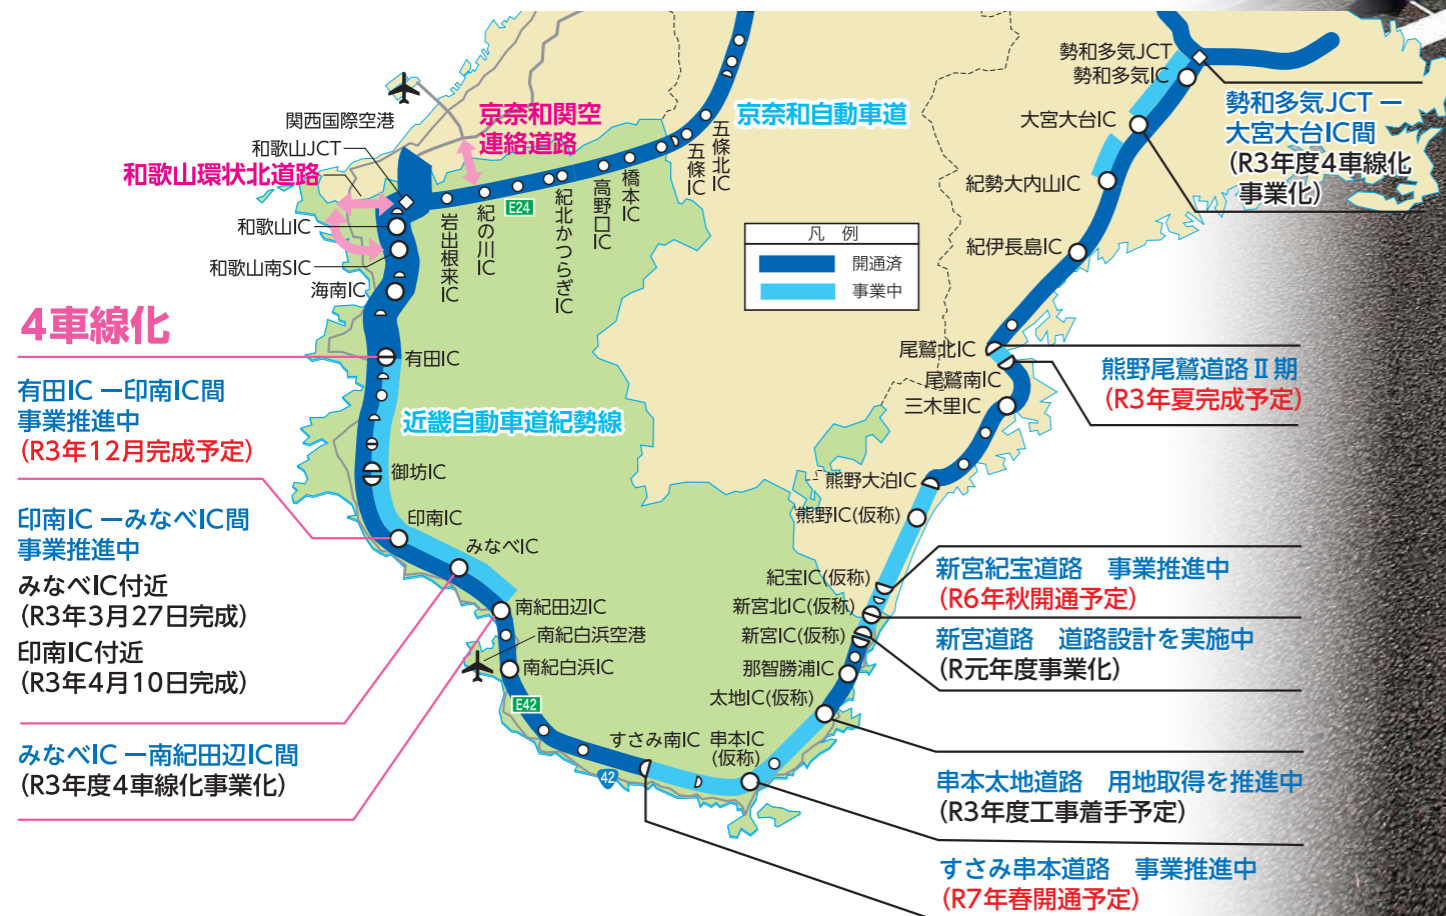 関西国際空港
和歌山JCT
和歌山環状北道路
京奈和関空
連絡道路
京奈和自動車道
五條北IC
五條IC
橋本IC
高野口IC
紀北かつらぎIC
紀の川IC
岩出根来IC
E24
和歌山IC
和歌山南SIC
海南IC
有田IC
近畿自動車道紀勢線
御坊IC
印南IC
みなべIC
南紀田辺IC
南紀白浜空港
南紀白浜IC
E42
42
すさみ南IC
串本IC
(仮称)
太地IC(仮称)
那智勝浦IC
新宮IC(仮称)
新宮北IC(仮称)
紀宝IC(仮称)
熊野IC(仮称)
熊野大泊IC
三木里IC
尾鷲南IC
尾鷲北IC
紀伊長島IC
紀勢大内山IC
大宮大台IC
勢和多気IC
勢和多気JCT
凡 例
開通済
事業中
4車線化
有田IC ー印南IC間
事業推進中
(R3年12月完成予定)
印南IC ーみなべIC間
事業推進中
みなべIC付近
(R3年3月27日完成)
印南IC付近
(R3年4月10日完成)
みなべIC ー南紀田辺IC間
(R3年度4車線化事業化)
勢和多気JCT ー
大宮大台IC間
(R3年度4車線化
事業化)
熊野尾鷲道路Ⅱ期
(R3年夏完成予定)
新宮紀宝道路　事業推進中
(R6年秋開通予定)
新宮道路　道路設計を実施中
(R元年度事業化)
串本太地道路　用地取得を推進中
(R3年度工事着手予定)
すさみ串本道路　事業推進中
(R7年春開通予定)